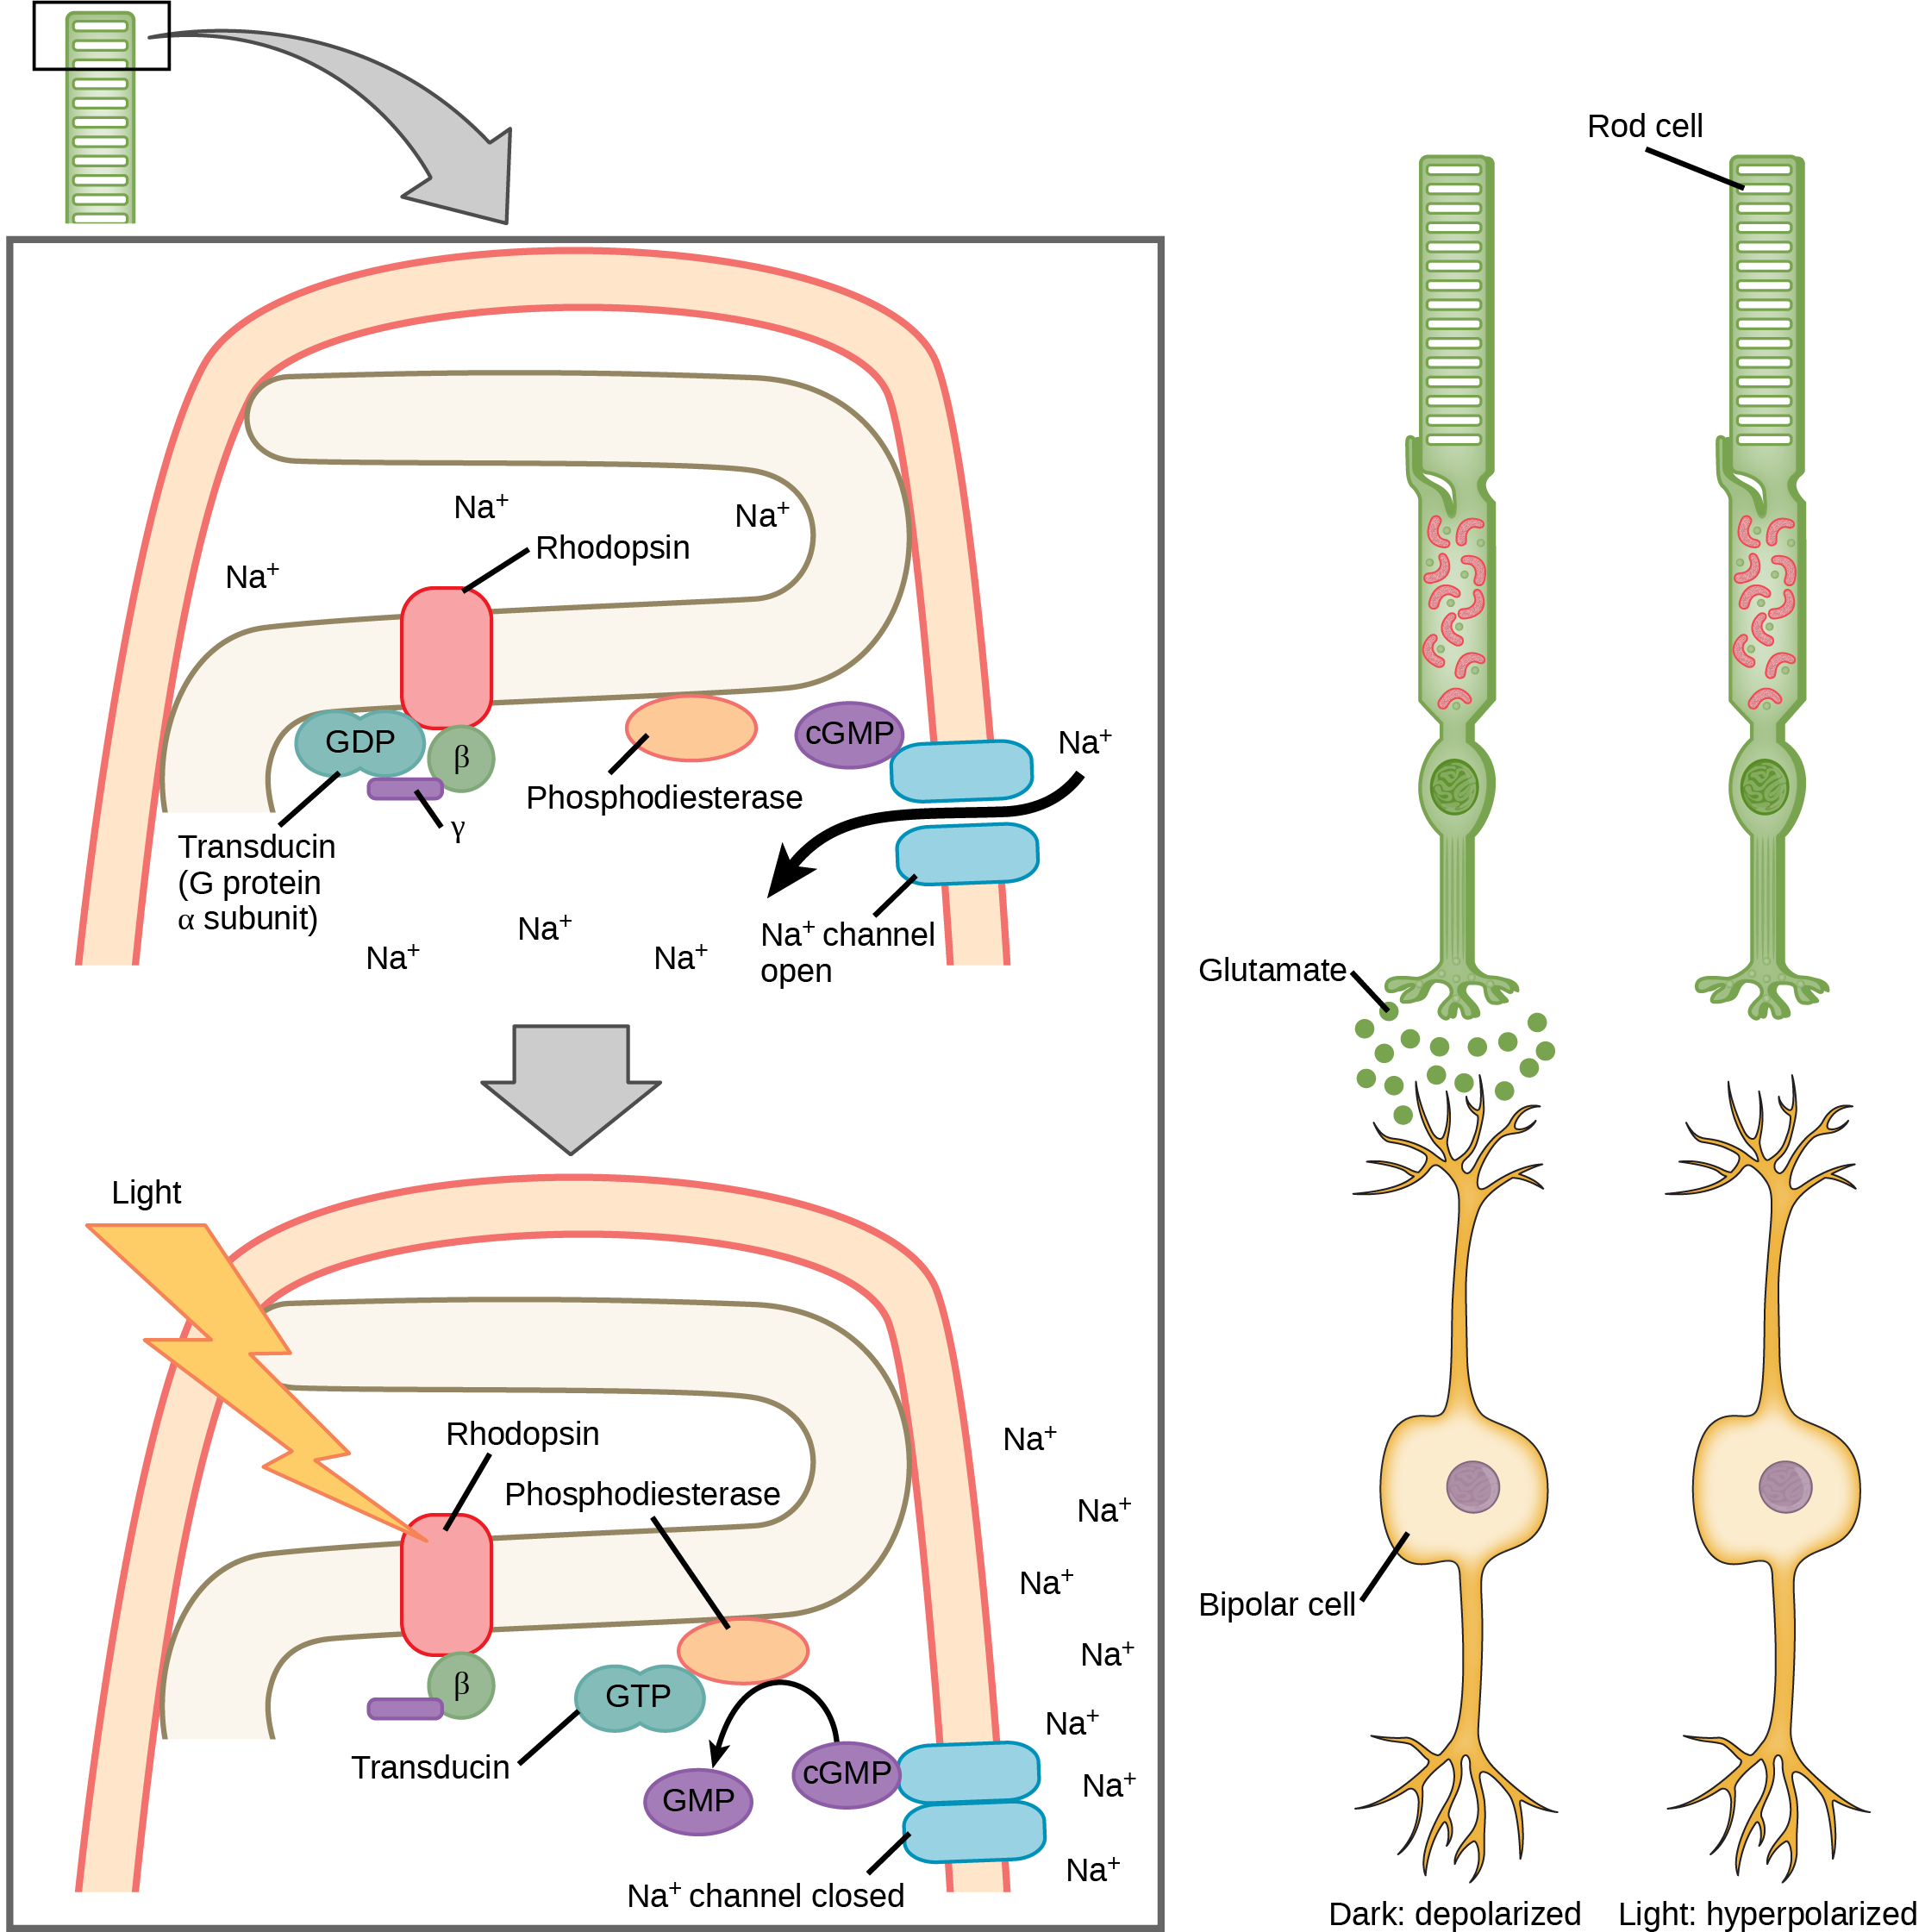 Na⁺
Na⁺
Rhodopsin
Na⁺
GDP
β
γ
Transducin
(G protein
α subunit)
Phosphodiesterase
cGMP
Na⁺
Na⁺ channel
open
Na⁺
Na⁺
Na⁺
Light
Rhodopsin
Phosphodiesterase
β
GTP
Transducin
GMP
cGMP
Na⁺ channel closed
Na⁺
Na⁺
Na⁺
Na⁺
Na⁺
Na⁺
Na⁺
Rod cell
Glutamate
Bipolar cell
Dark: depolarized
Light: hyperpolarized